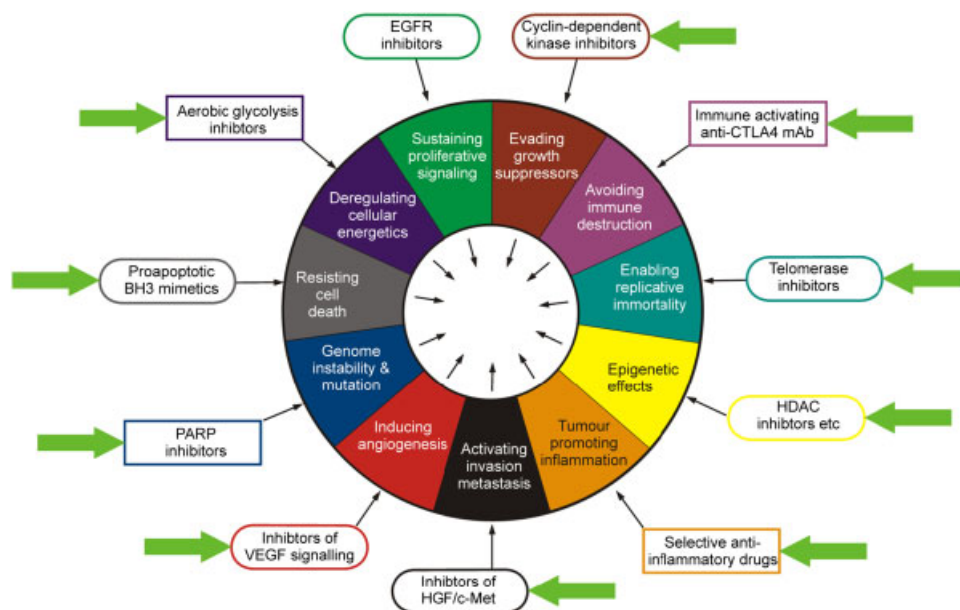 EGFR
inhibitors
Cyclin-dependent
kinase inhibitors
Aerobic glycolysis
inhibtors
Immune activating
anti-CTLA4 mAb
Sustaining
proliferative
signaling
Evading
growth
suppressors
Deregulating
cellular
energetics
Avoiding
immune
destruction
Proapoptotic
BH3 mimetics
Resisting
cell
death
Enabling
replicative
immortality
Telomerase
inhibitors
Genome
instability &
mutation
Epigenetic
effects
PARP
inhibitors
Inducing
angiogenesis
Activating
invasion
metastasis
Tumour
promoting
inflammation
HDAC
inhibtors etc
Inhibtors of
VEGF signalling
Inhibtors of
HGF/c-Met
Selective anti-
inflammatory drugs